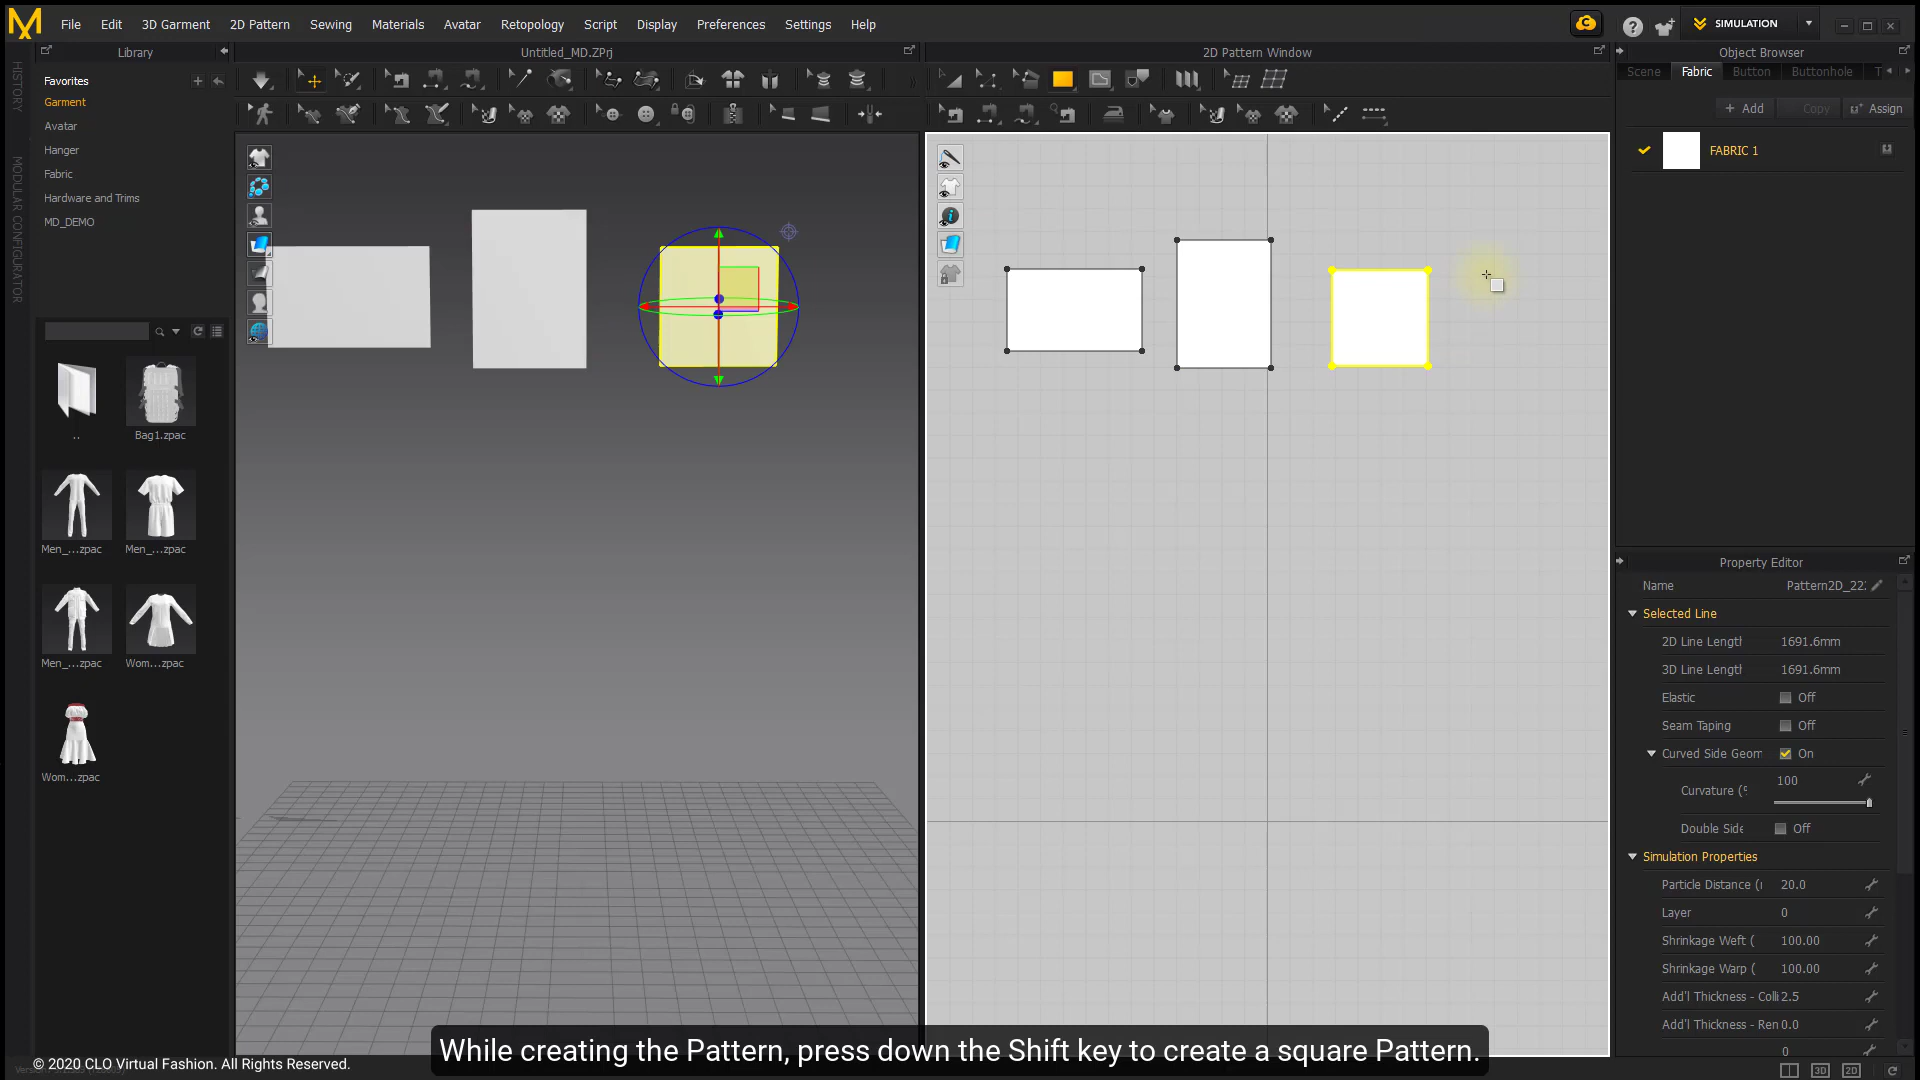 File Edit 3D Garment 2D Pattern Sewing Materials Avatar Retopology Script Display Preferences Settings Help
SIMULATION
Library
Untitled_MD.ZPrj
2D Pattern Window
Object Browser
HISTORY
MODULAR CONFIGURATOR
Favorites
Garment
Avatar
Hanger
Fabric
Hardware and Trims
MD_DEMO
..
Bag1.zpac
Men_...zpac
Men_...zpac
Men_...zpac
Wom...zpac
Wom...zpac
Scene Fabric Button Buttonhole T
+ Add Copy Assign
FABRIC 1
Property Editor
Name Pattern2D_22
Selected Line
2D Line Length 1691.6mm
3D Line Length 1691.6mm
Elastic Off
Seam Taping Off
Curved Side Geom On
Curvature ( 100
Double Side Off
Simulation Properties
Particle Distance ( 20.0
Layer 0
Shrinkage Weft ( 100.00
Shrinkage Warp ( 100.00
Add'l Thickness - Colli 2.5
Add'l Thickness - Ren 0.0
0
3D 2D
While creating the Pattern, press down the Shift key to create a square Pattern.
© 2020 CLO Virtual Fashion. All Rights Reserved.